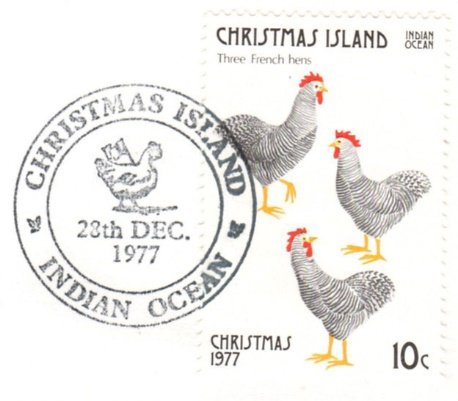 CHRISTMAS ISLAND
INDIAN OCEAN
Three French hens
CHRISTMAS ISLAND
28th DEC.
1977
INDIAN OCEAN
CHRISTMAS
1977
10c